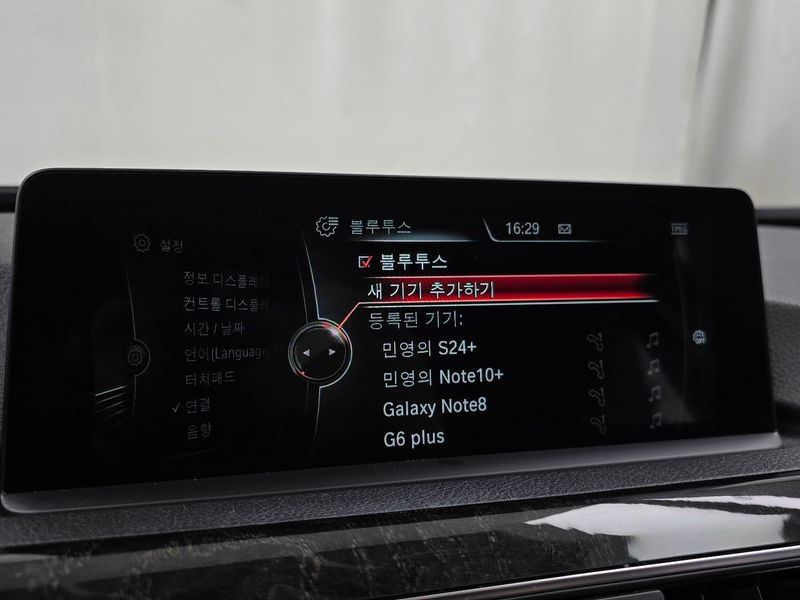 설정
정보 디스플레이
컨트롤 디스플레
시간 / 날짜
언어(Language
터치패드
✓ 연결
음향
블루투스
16:29
블루투스
새 기기 추가하기
등록된 기기:
민영의 S24+
민영의 Note10+
Galaxy Note8
G6 plus
TPEG
OFF